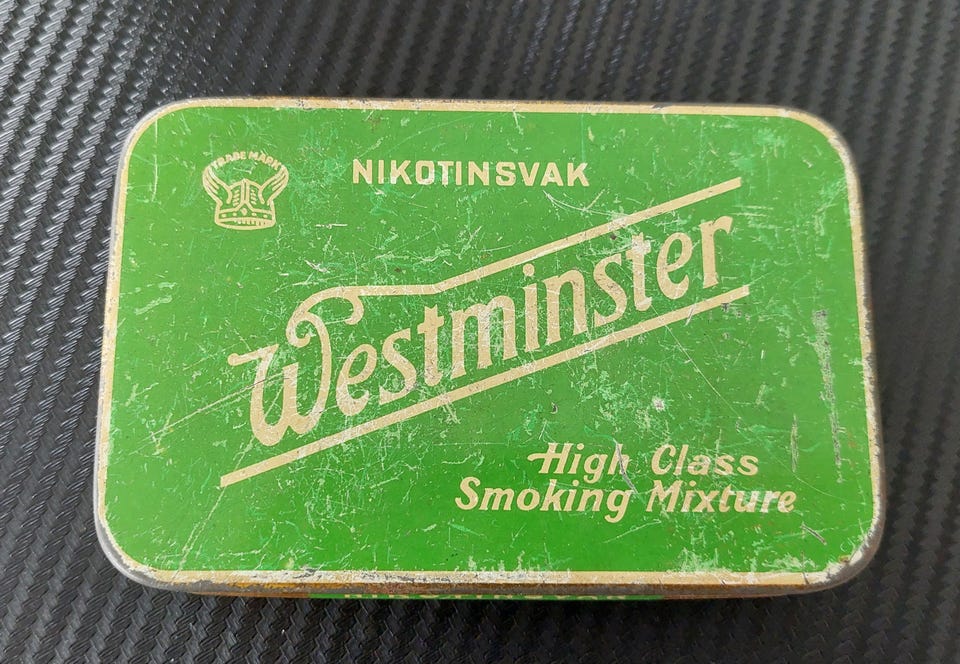 TRADE MARK
NIKOTINSVAK
Westminster
High Class
Smoking Mixture